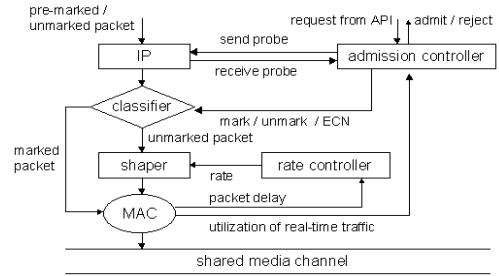 pre-marked /
unmarked packet
request from API
admit / reject
send probe
IP
receive probe
admission controller
classifier
mark / unmark / ECN
unmarked packet
marked
packet
shaper
rate
rate controller
packet delay
MAC
utilization of real-time traffic
shared media channel